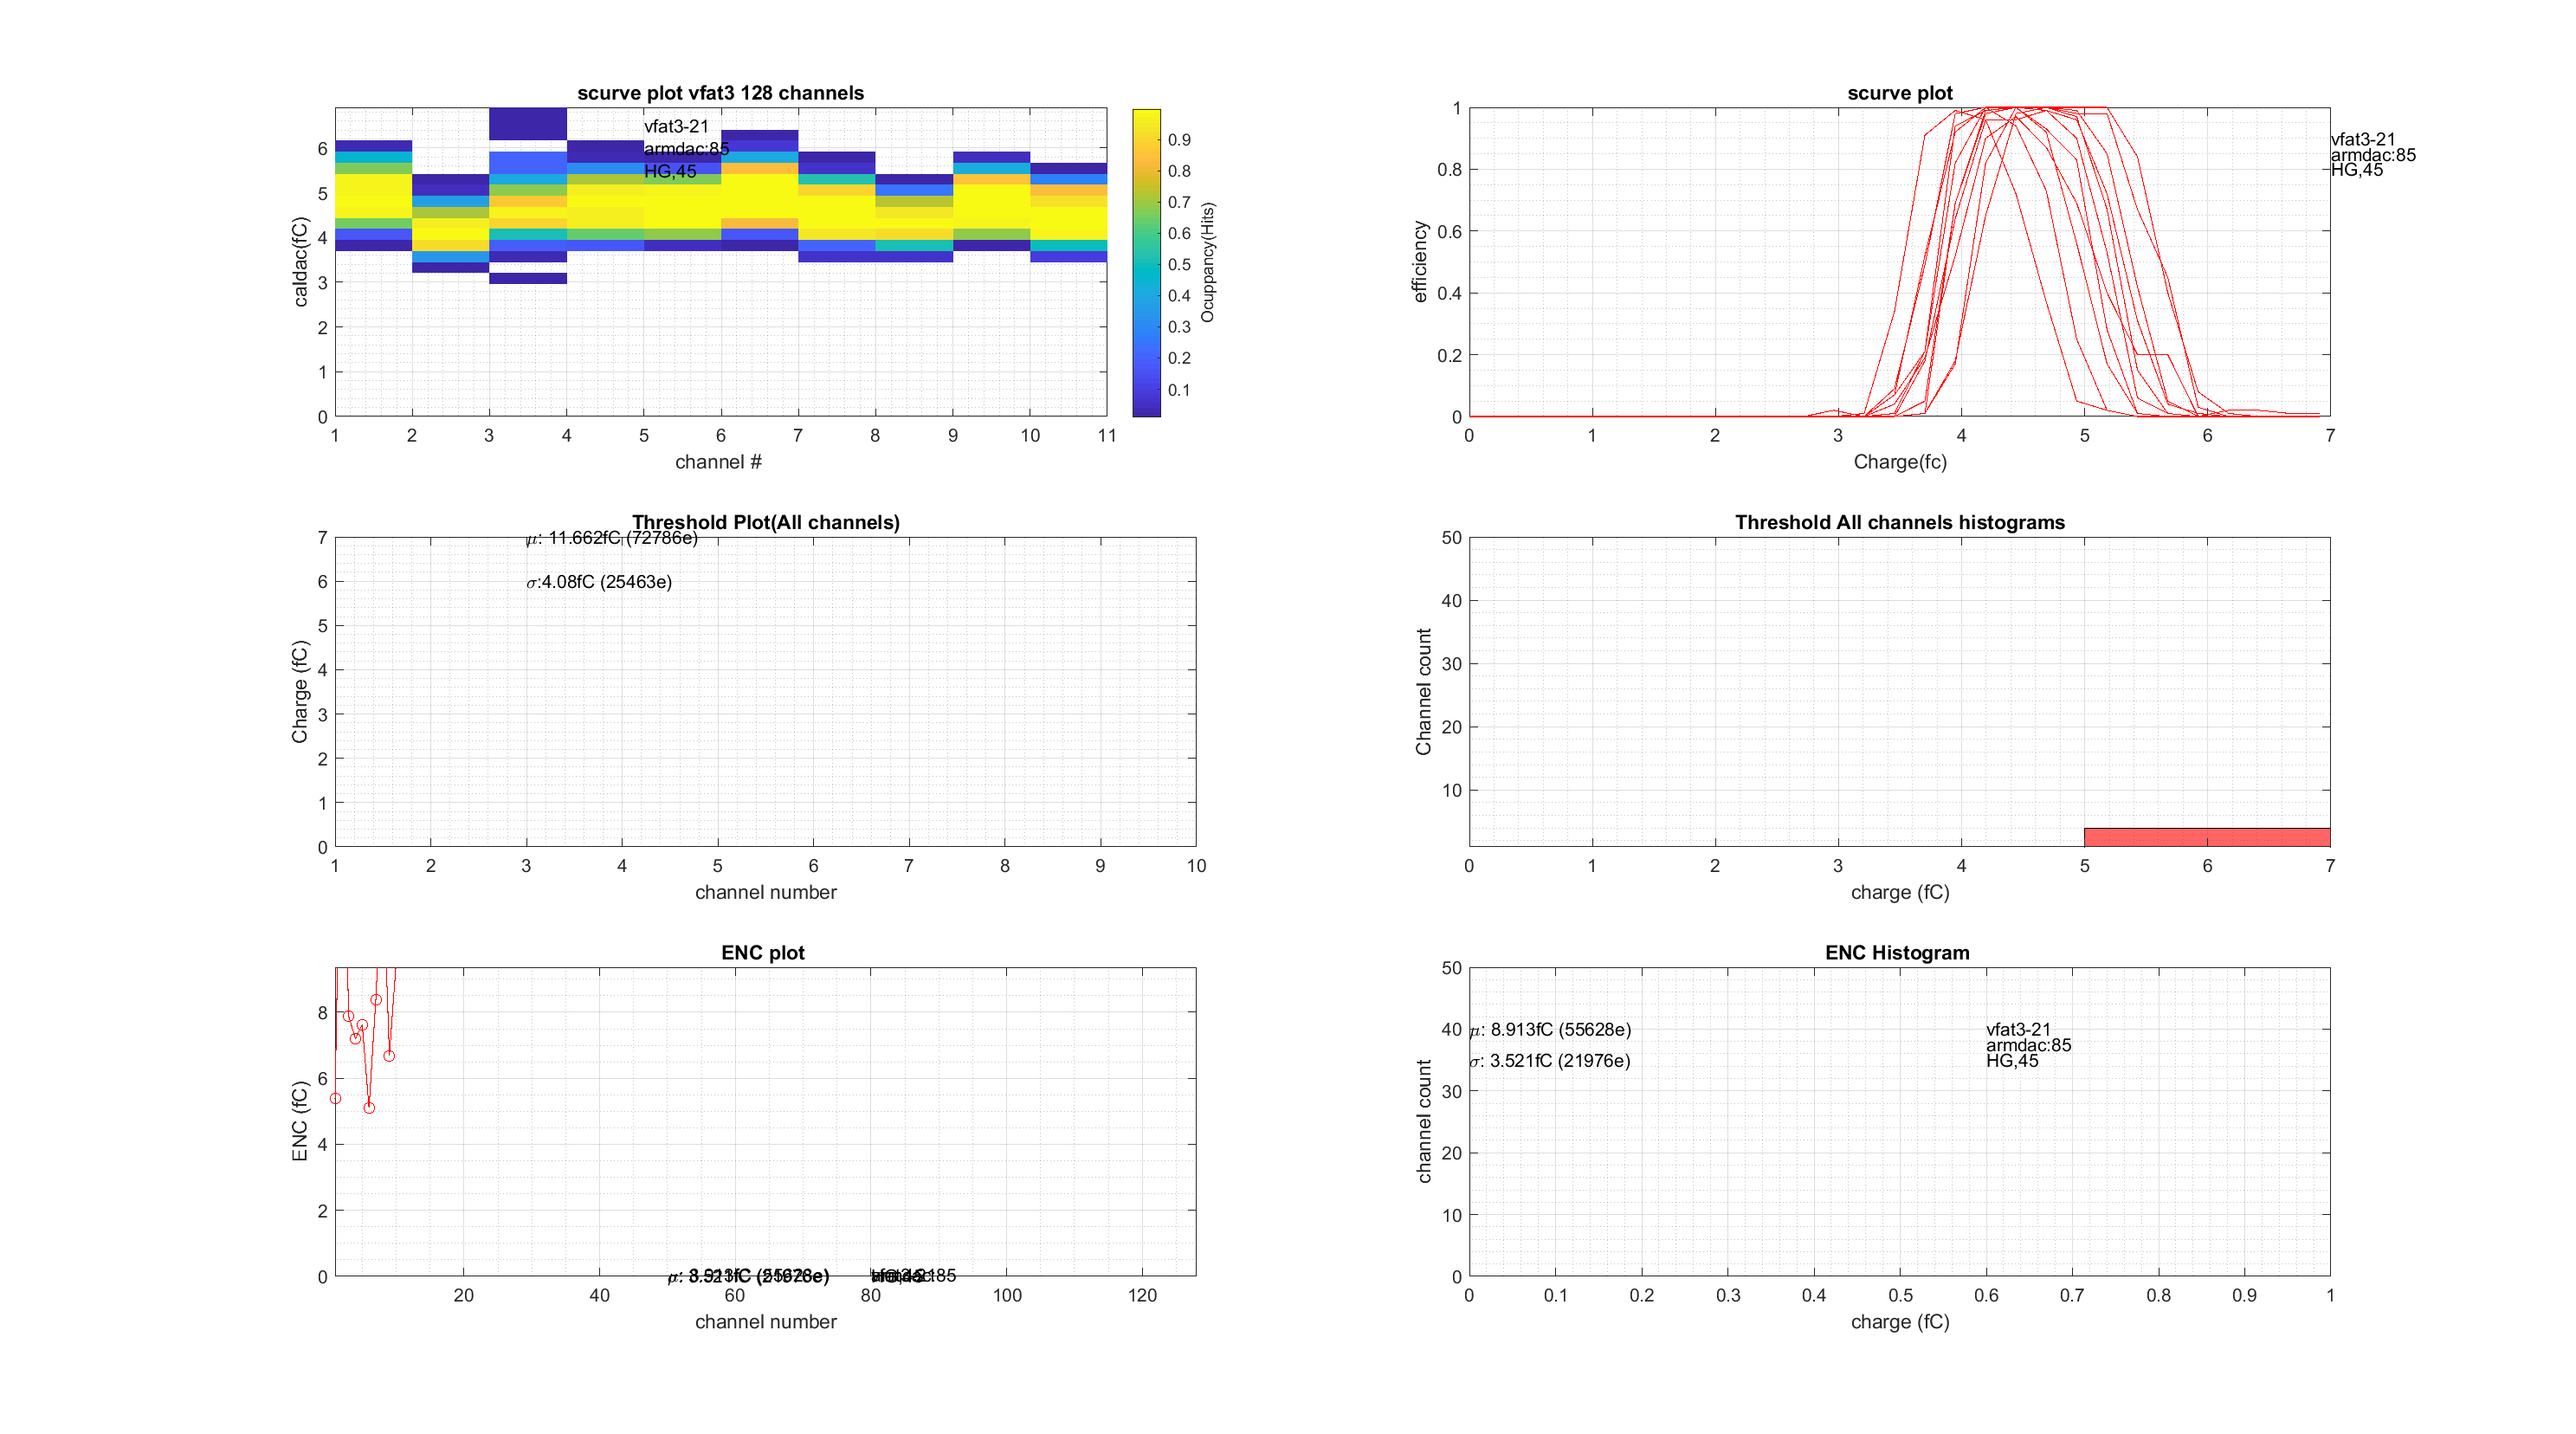 scurve plot vfat3 128 channels
vfat3-21
armdac:85
HG,45
caldac(fC)
6
5
4
3
2
1
0
1 2 3 4 5 6 7 8 9 10 11
channel #
0.9
0.8
0.7
0.6
0.5
0.4
0.3
0.2
0.1
Ocuppancy(Hits)
scurve plot
vfat3-21
armdac:85
HG,45
efficiency
1
0.8
0.6
0.4
0.2
0
0 1 2 3 4 5 6 7
Charge(fc)
Threshold Plot(All channels)
μ: 11.662fC (72786e)
σ:4.08fC (25463e)
Charge (fC)
7
6
5
4
3
2
1
0
1 2 3 4 5 6 7 8 9 10
channel number
Threshold All channels histograms
Channel count
50
40
30
20
10
0 1 2 3 4 5 6 7
charge (fC)
ENC plot
ENC (fC)
8
6
4
2
0
20 40 60 80 100 120
channel number
ENC Histogram
μ: 8.913fC (55628e)
σ: 3.521fC (21976e)
vfat3-21
armdac:85
HG,45
channel count
50
40
30
20
10
0
0 0.1 0.2 0.3 0.4 0.5 0.6 0.7 0.8 0.9 1
charge (fC)